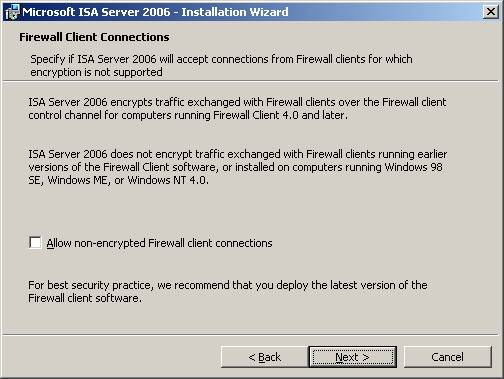 Microsoft ISA Server 2006 - Installation Wizard
Firewall Client Connections
Specify if ISA Server 2006 will accept connections from Firewall clients for which
encryption is not supported
ISA Server 2006 encrypts traffic exchanged with Firewall clients over the Firewall client
control channel for computers running Firewall Client 4.0 and later.
ISA Server 2006 does not encrypt traffic exchanged with Firewall clients running earlier
versions of the Firewall Client software, or installed on computers running Windows 98
SE, Windows ME, or Windows NT 4.0.
Allow non-encrypted Firewall client connections
For best security practice, we recommend that you deploy the latest version of the
Firewall client software.
< Back
Next >
Cancel